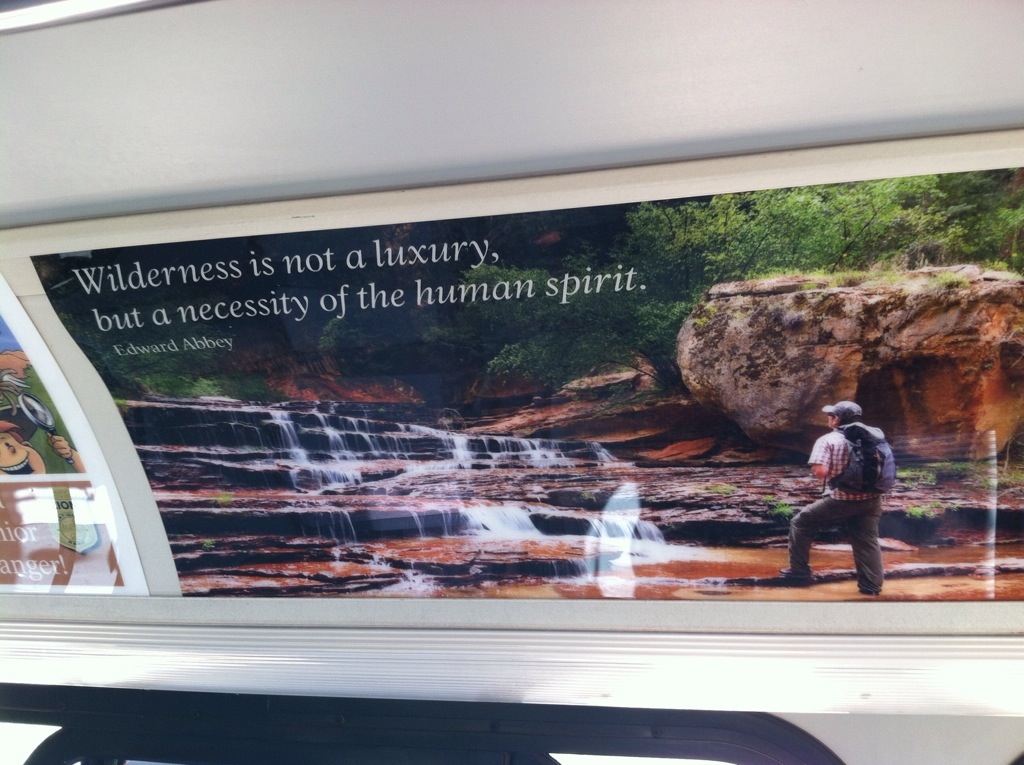 Wilderness is not a luxury,
but a necessity of the human spirit.
Edward Abbey